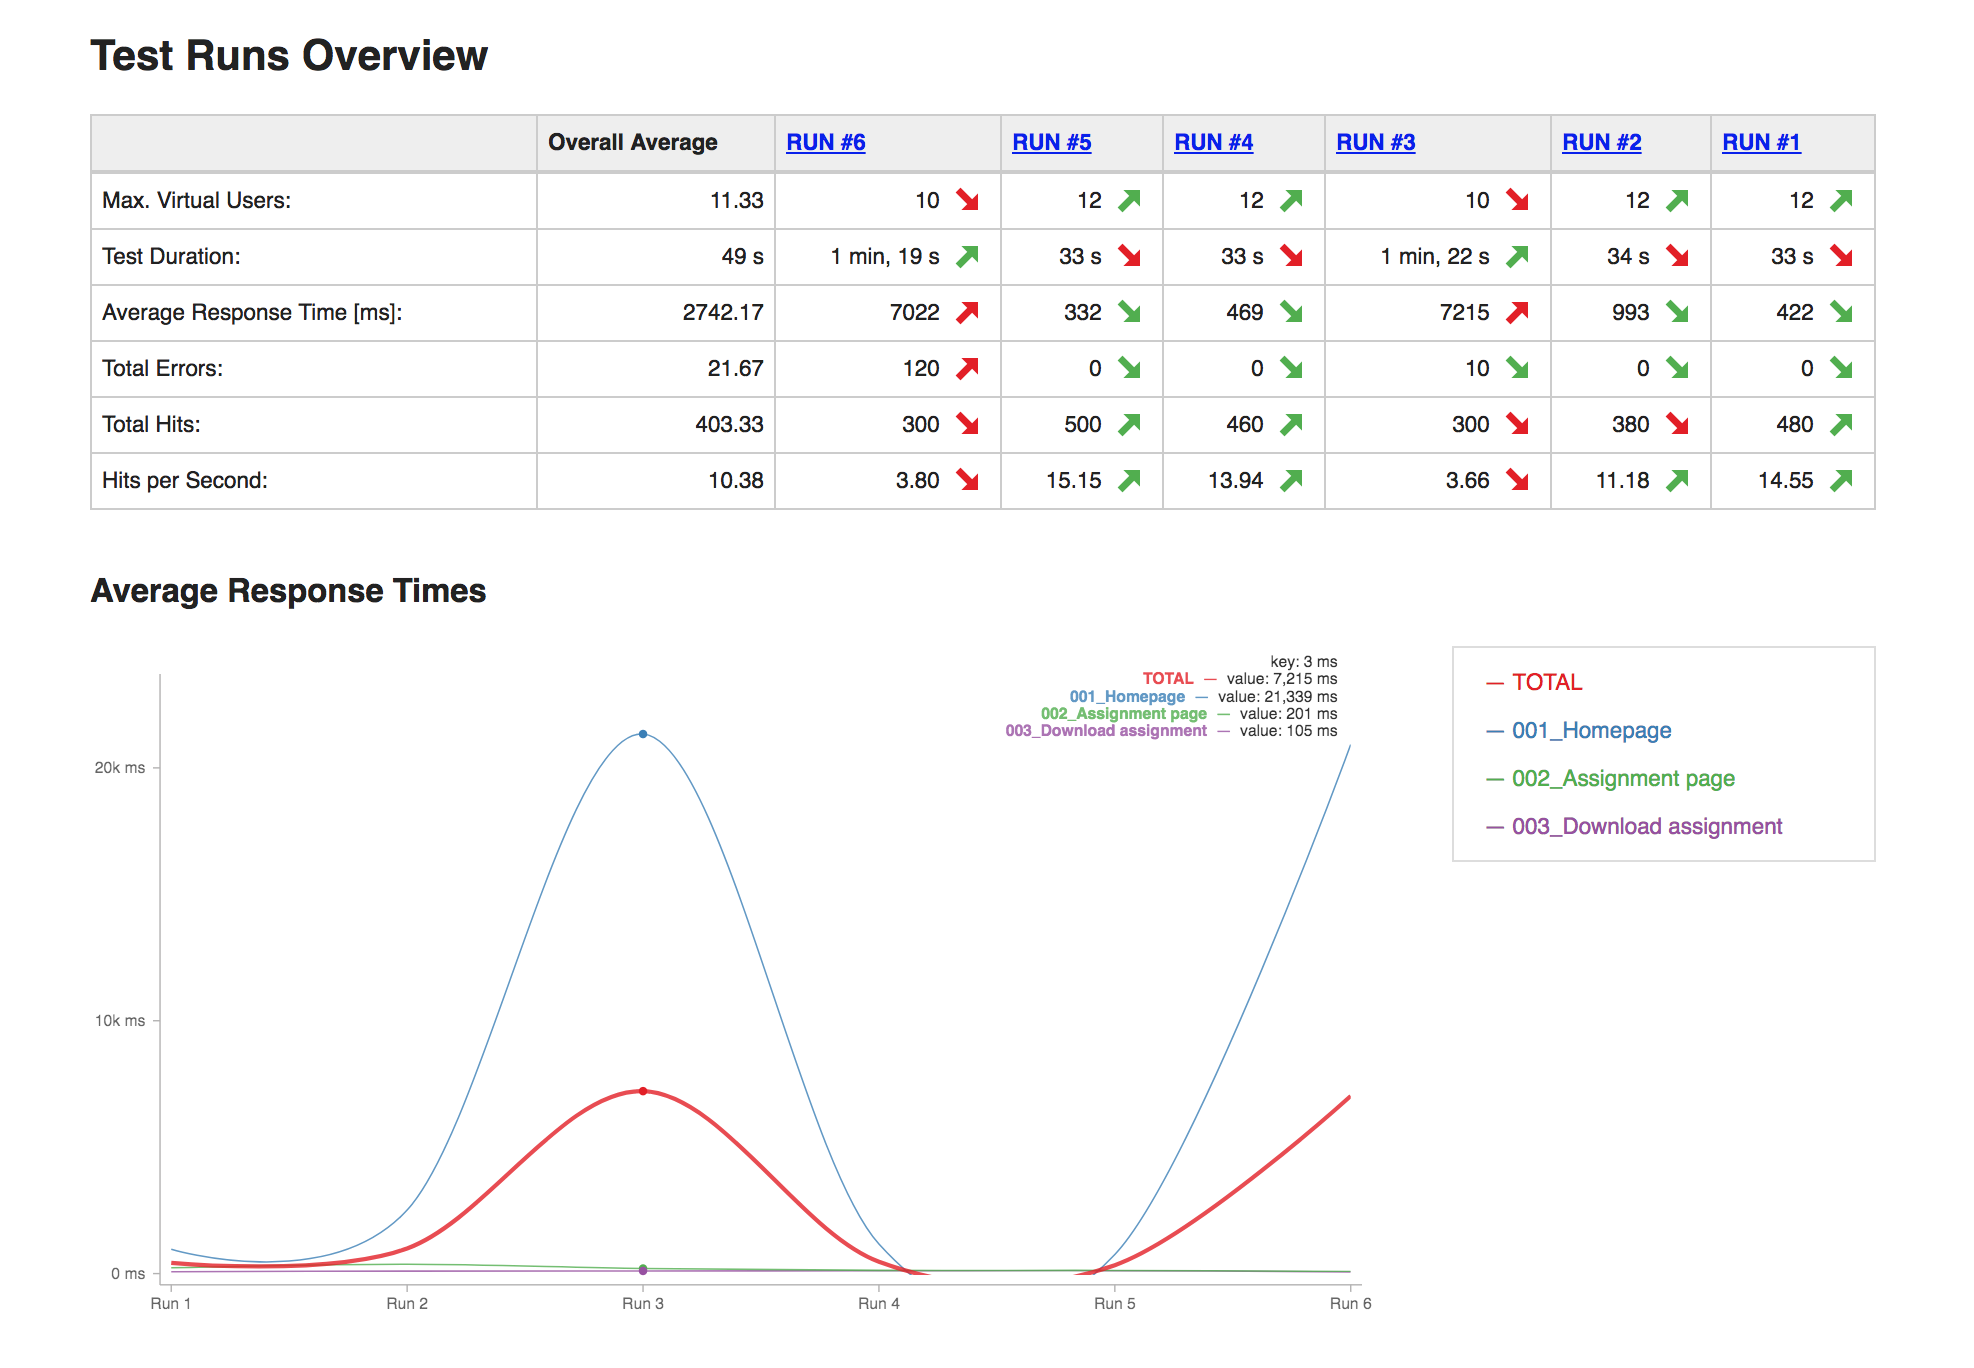 Test Runs Overview
Overall Average RUN #6 RUN #5 RUN #4 RUN #3 RUN #2 RUN #1
Max. Virtual Users: 11.33 10 12 12 10 12 12
Test Duration: 49 s 1 min, 19 s 33 s 33 s 1 min, 22 s 34 s 33 s
Average Response Time [ms]: 2742.17 7022 332 469 7215 993 422
Total Errors: 21.67 120 0 0 10 0 0
Total Hits: 403.33 300 500 460 300 380 480
Hits per Second: 10.38 3.80 15.15 13.94 3.66 11.18 14.55
Average Response Times
key: 3 ms
TOTAL — value: 7,215 ms
001_Homepage — value: 21,339 ms
002_Assignment page — value: 201 ms
003_Download assignment — value: 105 ms
— TOTAL
— 001_Homepage
— 002_Assignment page
— 003_Download assignment
20k ms
10k ms
0 ms
Run 1 Run 2 Run 3 Run 4 Run 5 Run 6